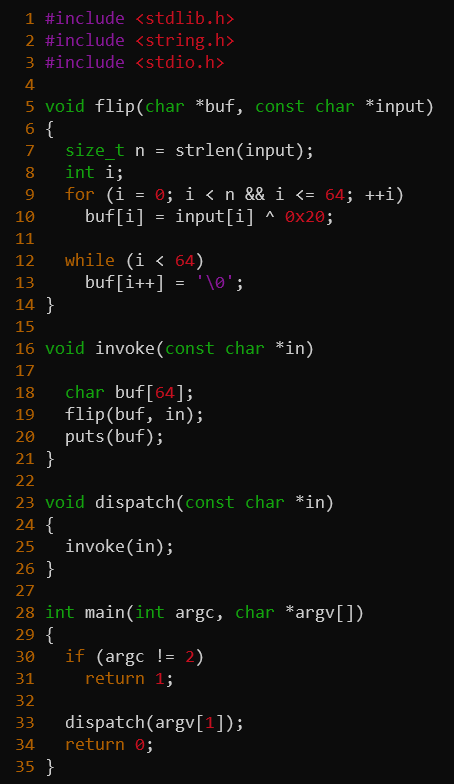 1 #include <stdlib.h>
2 #include <string.h>
3 #include <stdio.h>
4
5 void flip(char *buf, const char *input)
6 {
7   size_t n = strlen(input);
8   int i;
9   for (i = 0; i < n && i <= 64; ++i)
10     buf[i] = input[i] ^ 0x20;
11
12   while (i < 64)
13     buf[i++] = '\0';
14 }
15
16 void invoke(const char *in)
17
18   char buf[64];
19   flip(buf, in);
20   puts(buf);
21 }
22
23 void dispatch(const char *in)
24 {
25   invoke(in);
26 }
27
28 int main(int argc, char *argv[])
29 {
30   if (argc != 2)
31     return 1;
32
33   dispatch(argv[1]);
34   return 0;
35 }